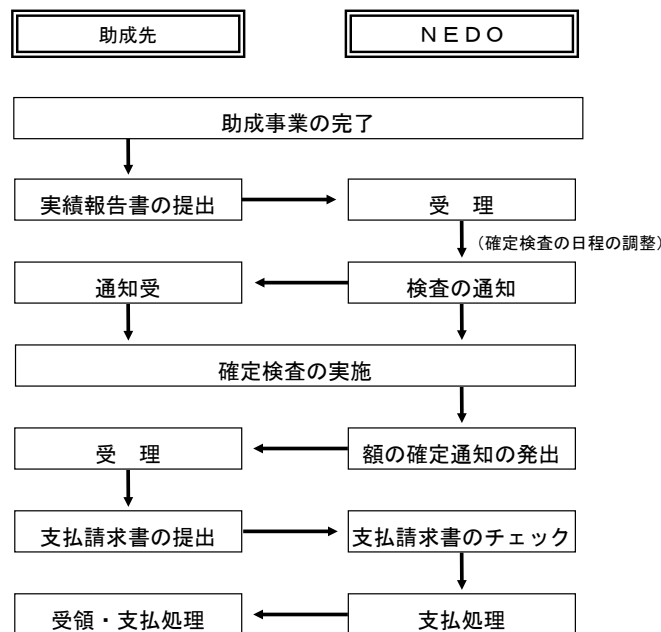 助成先
ＮＥＤＯ
助成事業の完了
実績報告書の提出
受　理
（確定検査の日程の調整）
通知受
検査の通知
確定検査の実施
受　理
額の確定通知の発出
支払請求書の提出
支払請求書のチェック
受領・支払処理
支払処理